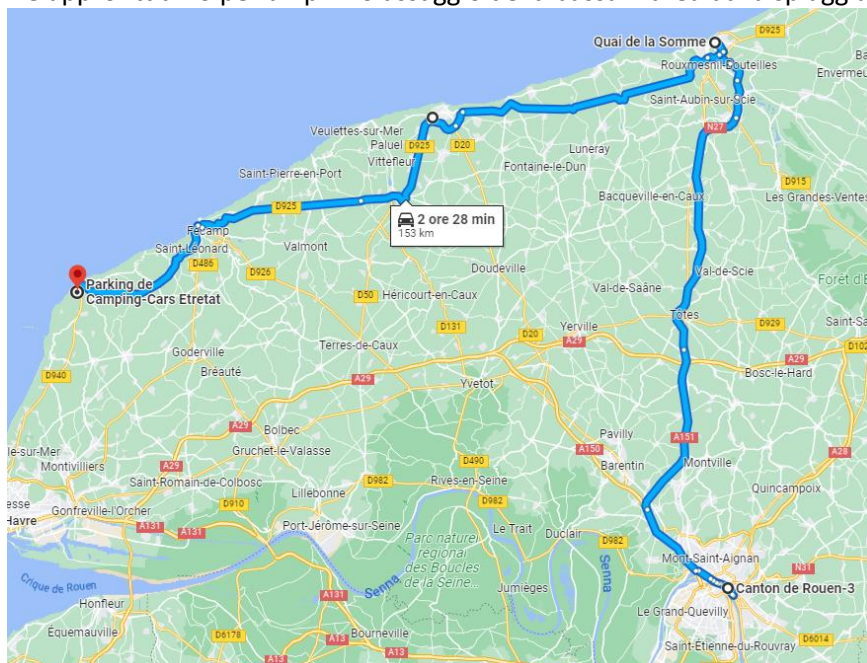 Quai de la Somme
D925
Rouxmesnil-Bouteilles
Envermeu
Saint-Aubin-sur-Scie
N27
Veulettes-sur-Mer
Paluel
D925
D20
Vittefleur
Luneray
Fontaine-le-Dun
D915
Saint-Pierre-en-Port
Bacqueville-en-Caux
Les Grandes-Ventes
D925
2 ore 28 min
153 km
Fécamp
Saint-Léonard
Valmont
D486
D926
Doudeville
Val-de-Scie
Parking de
Camping-Cars Etretat
D50
Héricourt-en-Caux
Val-de-Saâne
Tôtes
D131
D20
Yerville
D929
Terres-de-Caux
A29
D940
Goderville
Bréauté
A29
Yvetot
A29
Bosc-le-Hard
Bolbec
A151
Pavilly
A29
Gruchet-le-Valasse
A150
Barentin
Montville
A28
Montivilliers
D490
Saint-Romain-de-Colbosc
D982
Rives-en-Seine
Quincampoix
Lillebonne
D982
Gonfreville-l'Orcher
D910
Havre
A131
A131
Port-Jérôme-sur-Seine
Le Trait
Duclair
D982
Parc naturel
régional
des Boucles
de la Seine...
Mont-Saint-Aignan
N31
Crique de Rouen
Senna
Senna
Jumièges
Canton de Rouen-3
Honfleur
A131
Le Grand-Quevilly
Équemauville
D6178
A13
Bourneville
A13
Saint-Étienne-du-Rouvray
D6014